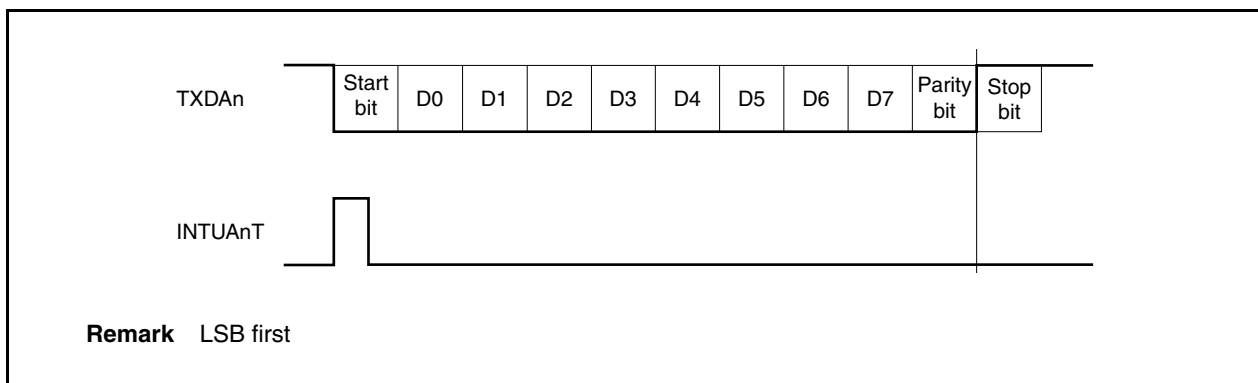 TXDAn
Start bit
D0
D1
D2
D3
D4
D5
D6
D7
Parity bit
Stop bit
INTUAnT
Remark LSB first